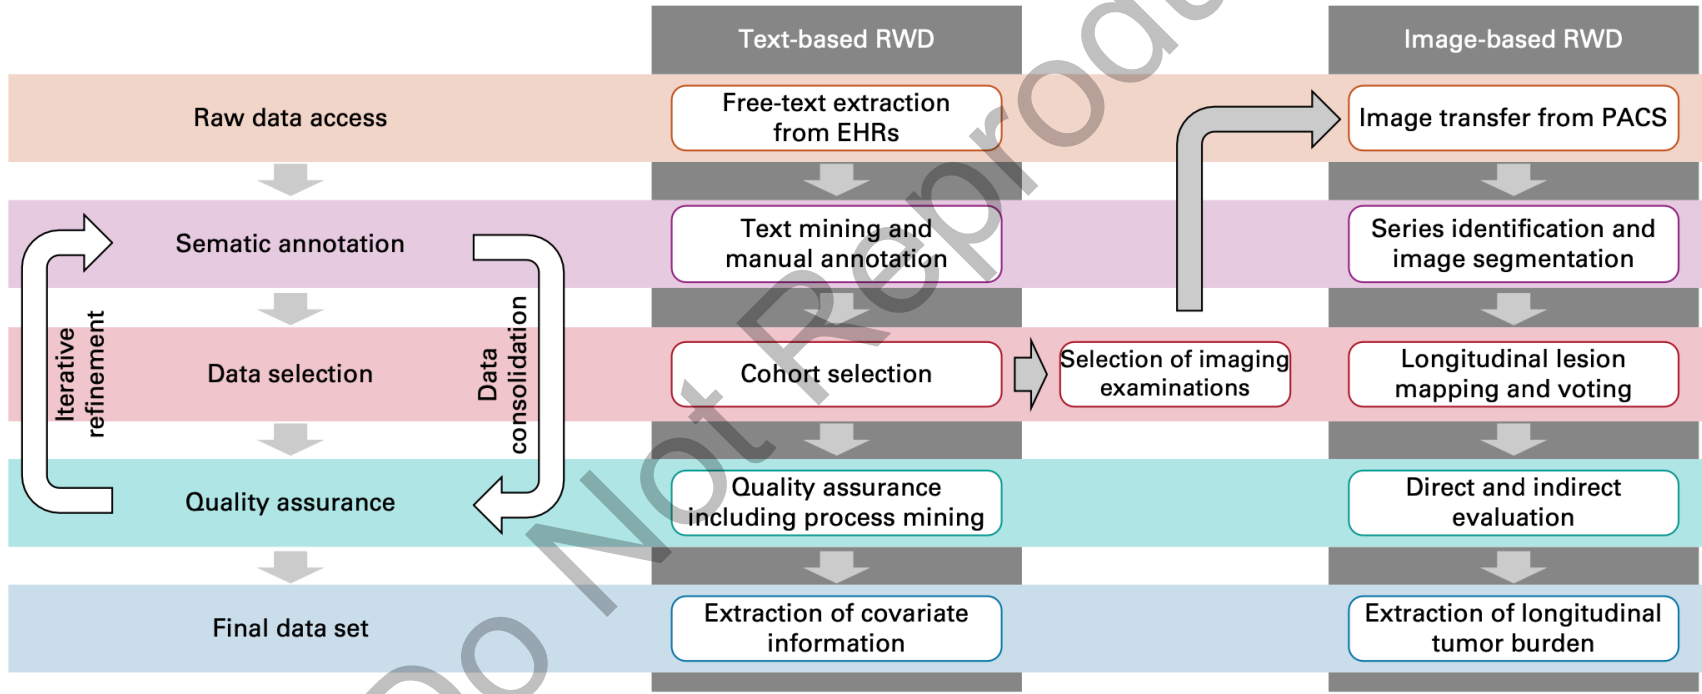 Text-based RWD
Image-based RWD
Raw data access
Free-text extraction
from EHRs
Image transfer from PACS
Sematic annotation
Text mining and
manual annotation
Series identification and
image segmentation
Iterative
refinement
Data
consolidation
Data selection
Cohort selection
Selection of imaging
examinations
Longitudinal lesion
mapping and voting
Quality assurance
Quality assurance
including process mining
Direct and indirect
evaluation
Final data set
Extraction of covariate
information
Extraction of longitudinal
tumor burden
Do Not